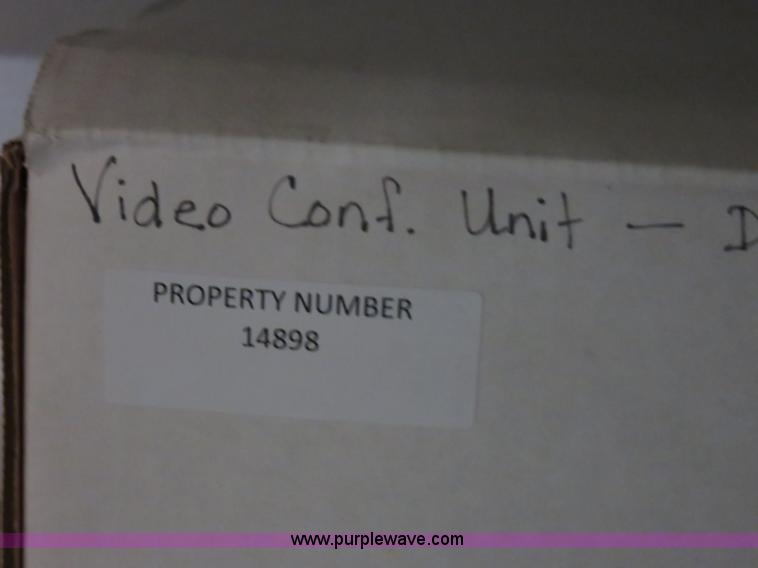 Video Conf. Unit –
PROPERTY NUMBER
14898
www.purplewave.com